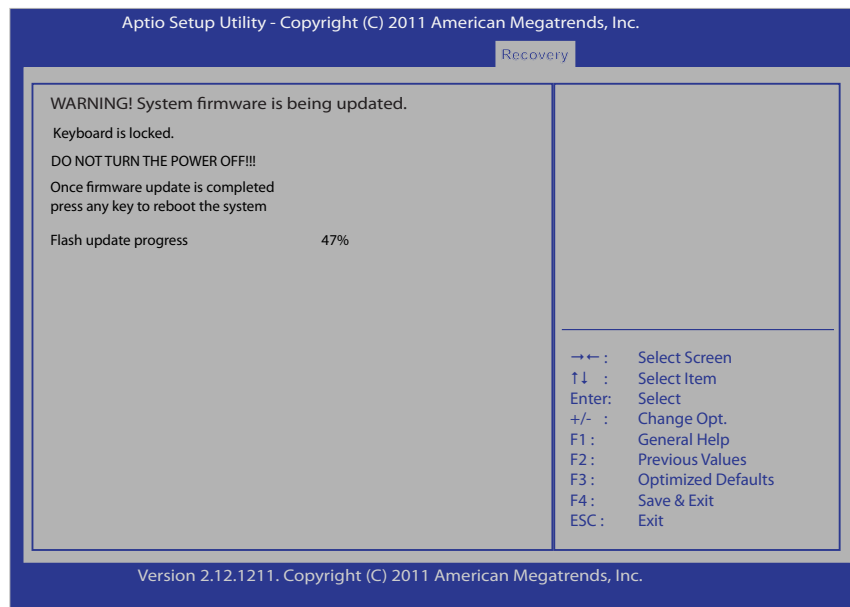 Aptio Setup Utility - Copyright (C) 2011 American Megatrends, Inc.
Recovery
WARNING! System firmware is being updated.
Keyboard is locked.
DO NOT TURN THE POWER OFF!!!
Once firmware update is completed
press any key to reboot the system
Flash update progress 47%
→← : Select Screen
↑↓ : Select Item
Enter: Select
+/- : Change Opt.
F1 : General Help
F2 : Previous Values
F3 : Optimized Defaults
F4 : Save & Exit
ESC : Exit
Version 2.12.1211. Copyright (C) 2011 American Megatrends, Inc.